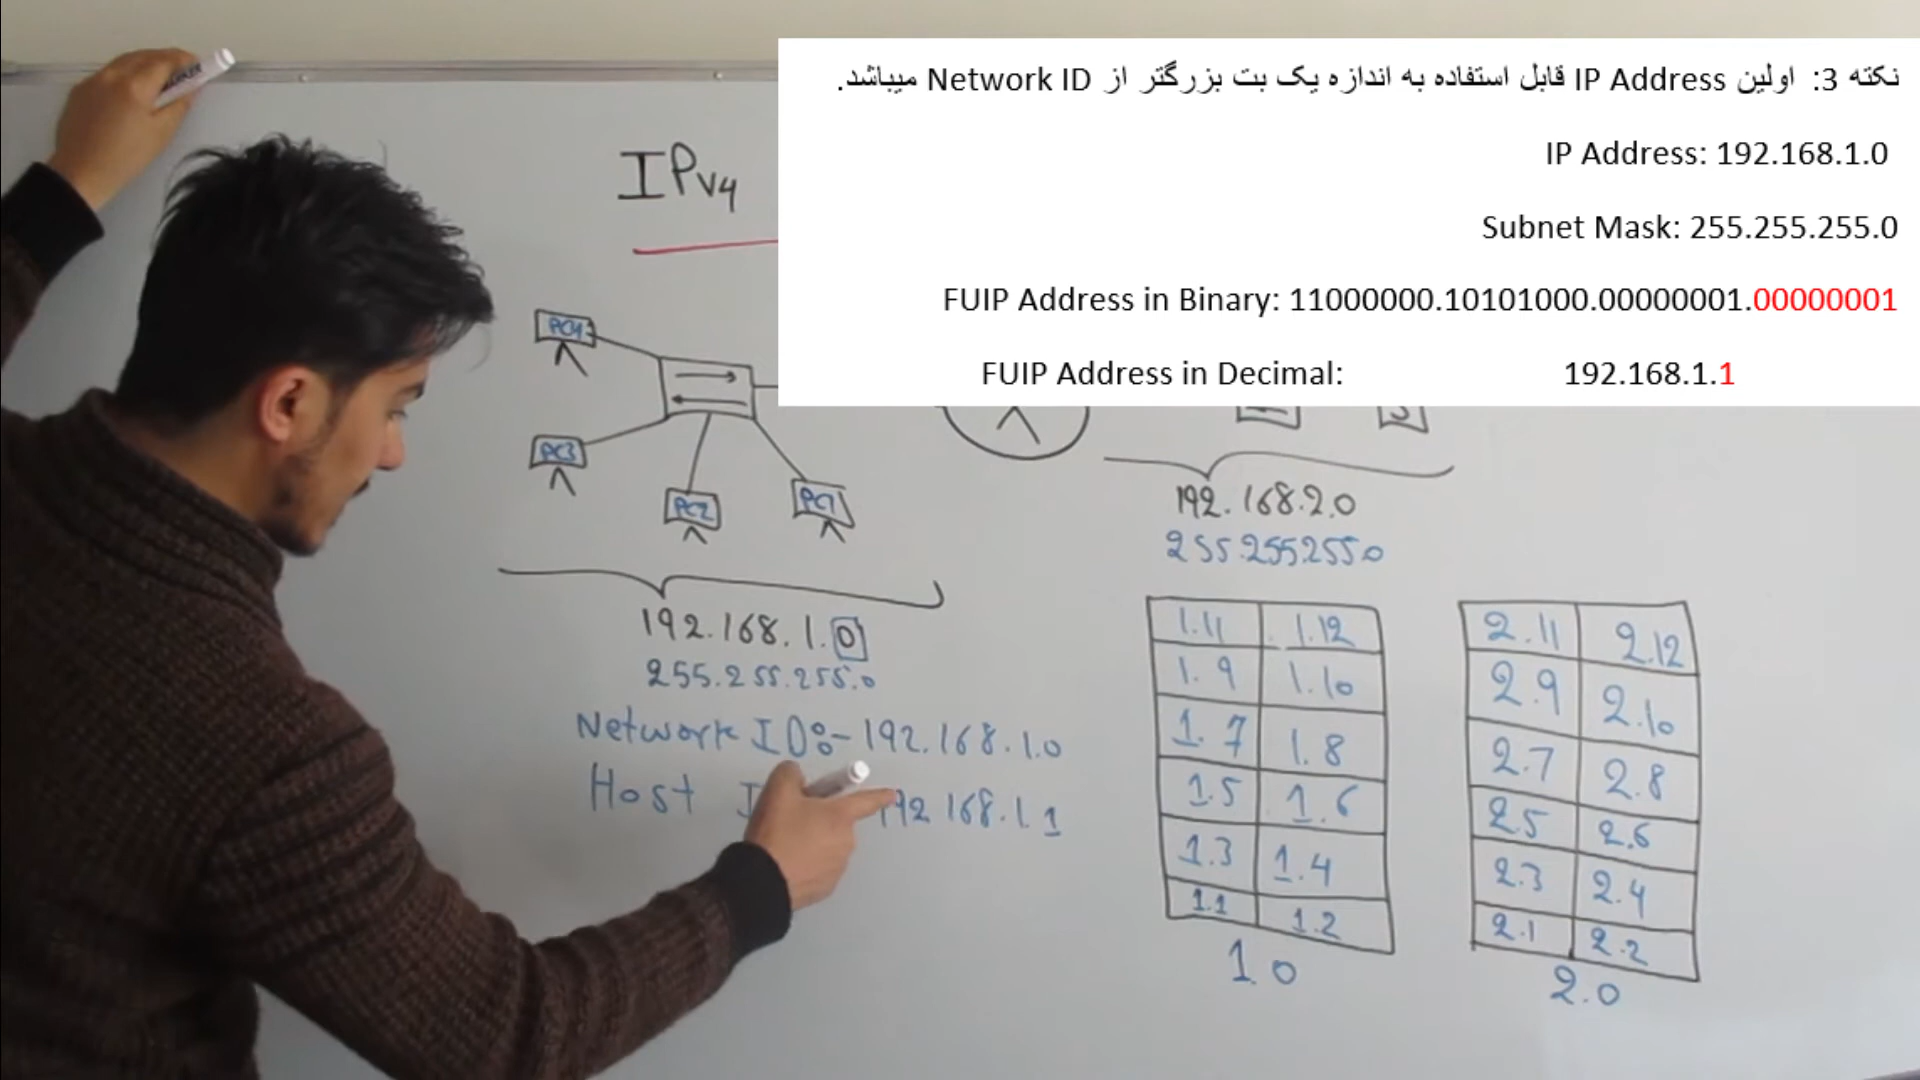 نکته 3: اولین IP Address قابل استفاده به اندازه یک بت بزرگتر از Network ID میباشد.
IP Address: 192.168.1.0
Subnet Mask: 255.255.255.0
FUIP Address in Binary: 11000000.10101000.00000001.00000001
FUIP Address in Decimal: 192.168.1.1
MARKER
IPv4
PC4
PC3
PC2
PC1
192.168.1.0
255.255.255.0
Network ID:- 192.168.1.0
Host I 192 168.1.1
192.168.2.0
255.255.255.0
1.11 1.12
1.9 1.10
1.7 1.8
1.5 1.6
1.3 1.4
1.1 1.2
1.0
2.11 2.12
2.9 2.10
2.7 2.8
2.5 2.6
2.3 2.4
2.1 2.2
2.0